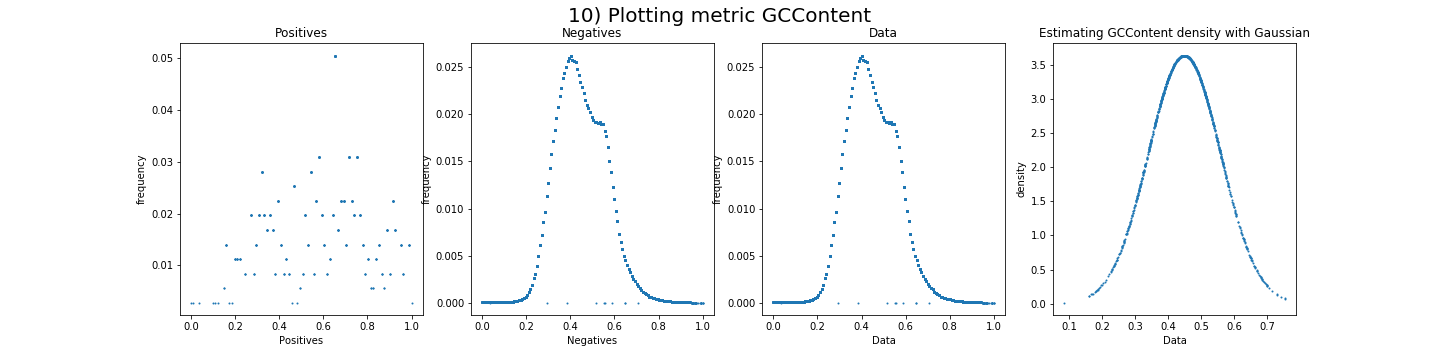 10) Plotting metric GCContent
Positives
Negatives
Data
Estimating GCContent density with Gaussian
frequency
0.05
0.04
0.03
0.02
0.01
0.0 0.2 0.4 0.6 0.8 1.0
Positives
frequency
0.025
0.020
0.015
0.010
0.005
0.000
0.0 0.2 0.4 0.6 0.8 1.0
Negatives
frequency
0.025
0.020
0.015
0.010
0.005
0.000
0.0 0.2 0.4 0.6 0.8 1.0
Data
density
3.5
3.0
2.5
2.0
1.5
1.0
0.5
0.0
0.1 0.2 0.3 0.4 0.5 0.6 0.7
Data